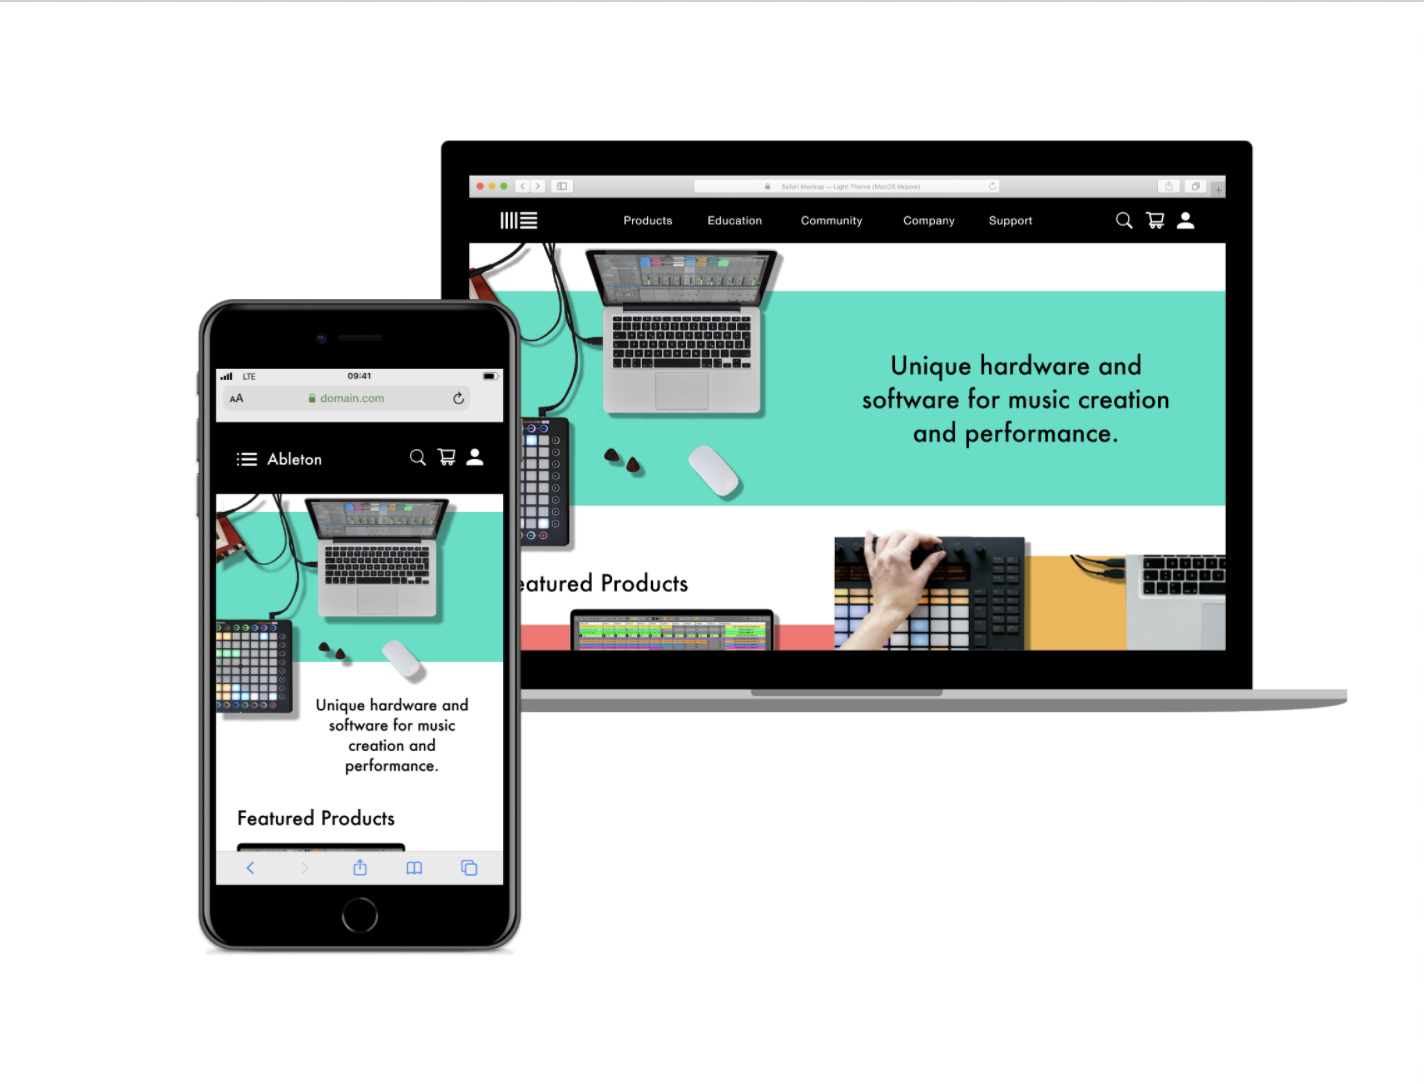 Safari Mockup — Light Theme (MacOS Mojave)
Products Education Community Company Support
Unique hardware and
software for music creation
and performance.
eatured Products
LTE 09:41
AA domain.com
Ableton
Unique hardware and
software for music
creation and
performance.
Featured Products